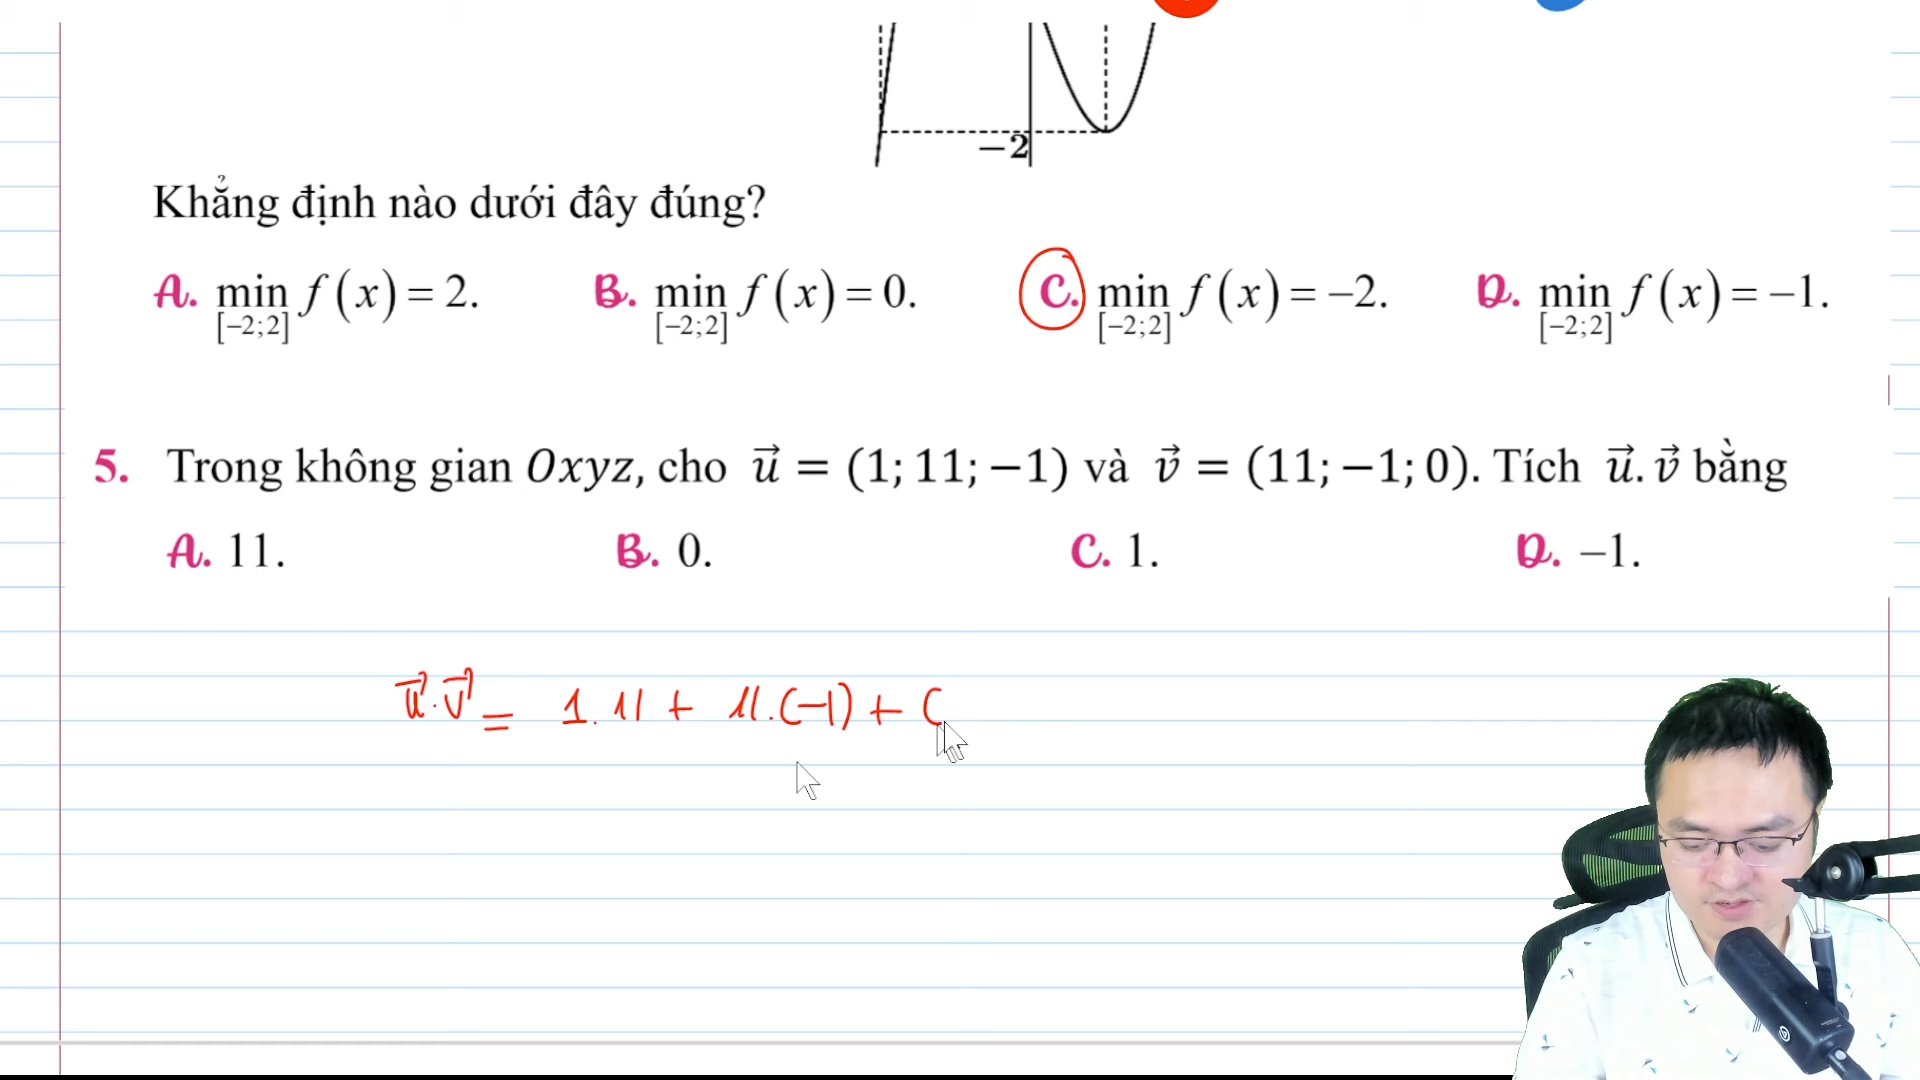 −2
Khẳng định nào dưới đây đúng?
A. min f(x) = 2. B. min f(x) = 0. C. min f(x) = −2. D. min f(x) = −1.
[−2;2] [−2;2] [−2;2] [−2;2]
5. Trong không gian Oxyz, cho u⃗ = (1; 11; −1) và v⃗ = (11; −1; 0). Tích u⃗. v⃗ bằng
A. 11. B. 0. C. 1. D. −1.
u⃗.v⃗ = 1.11 + 11.(−1) + (